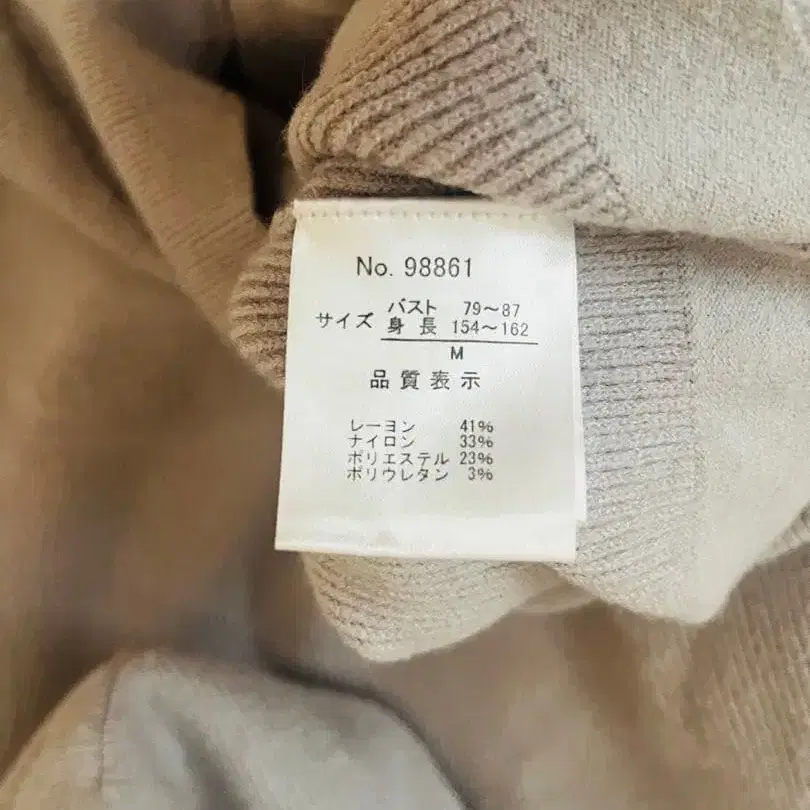 No. 98861
バスト 79～87
サイズ 身長 154～162
M
品質表示
レーヨン 41%
ナイロン 33%
ポリエステル 23%
ポリウレタン 3%